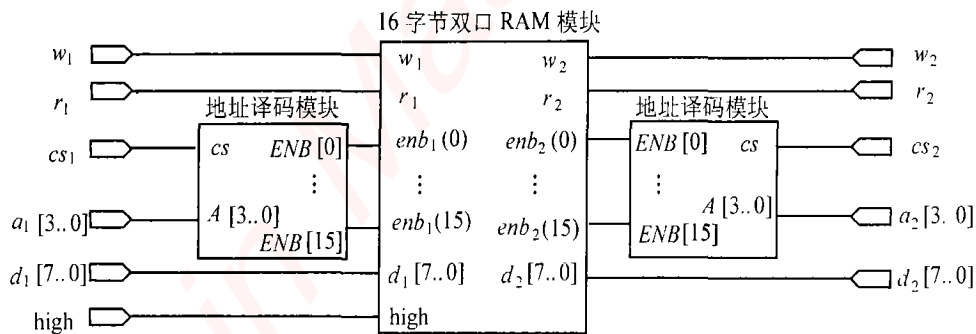 16 字节双口 RAM 模块
w1 w1 w2 w2
r1 r1 r2 r2
地址译码模块 地址译码模块
cs1 cs ENB [0] enb1 (0) enb2 (0) ENB [0] cs cs2
⋮ ⋮ ⋮ ⋮
a1 [3..0] A [3..0] ENB [15] enb1 (15) enb2 (15) A [3..0] ENB [15] a2 [3. 0]
d1 [7..0] d1 [7..0] d2 [7..0] d2 [7..0]
high high